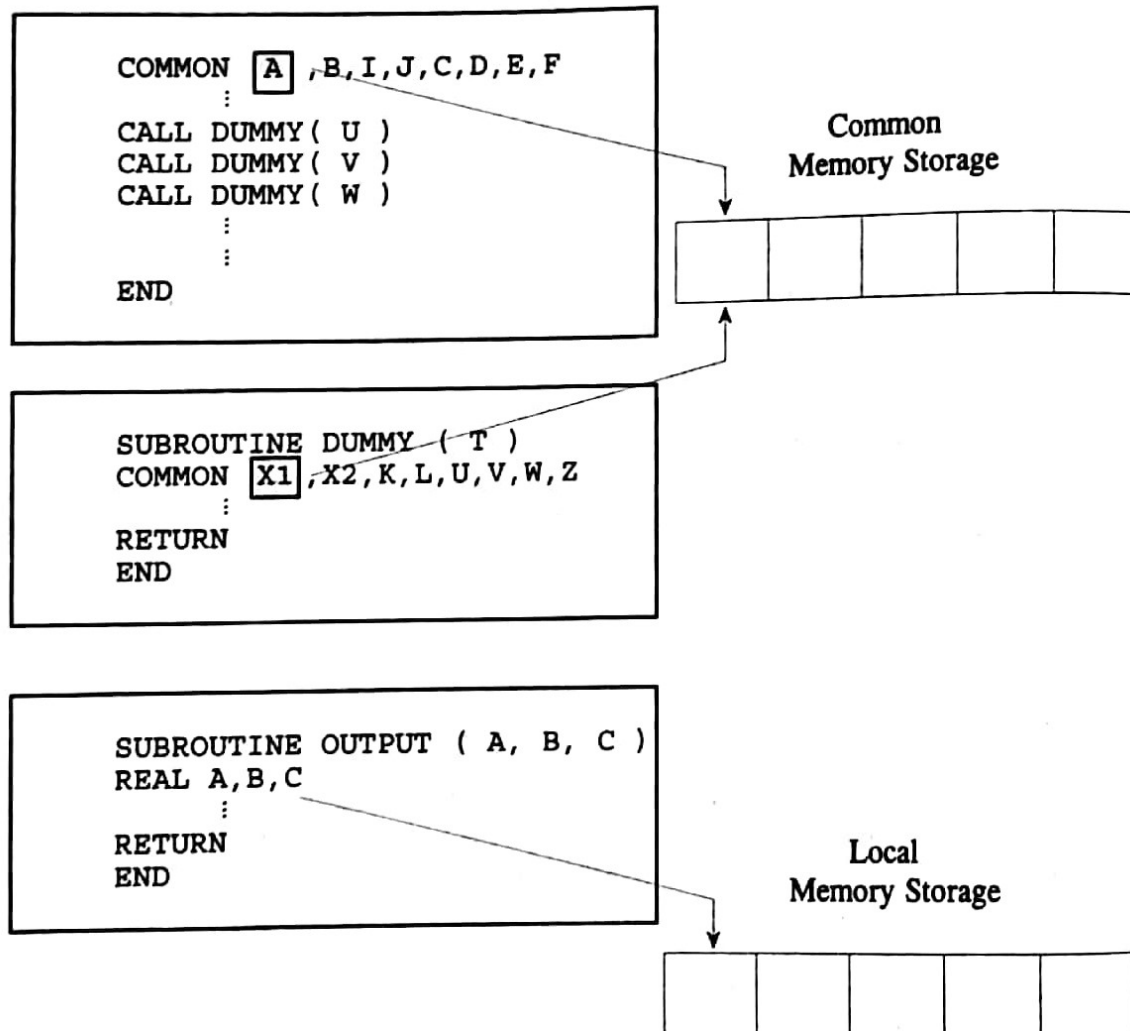 COMMON A ,B,I,J,C,D,E,F
⋮
CALL DUMMY( U )
CALL DUMMY( V )
CALL DUMMY( W )
⋮
⋮
END
Common
Memory Storage
SUBROUTINE DUMMY ( T )
COMMON X1 ,X2,K,L,U,V,W,Z
⋮
RETURN
END
SUBROUTINE OUTPUT ( A, B, C )
REAL A,B,C
⋮
RETURN
END
Local
Memory Storage